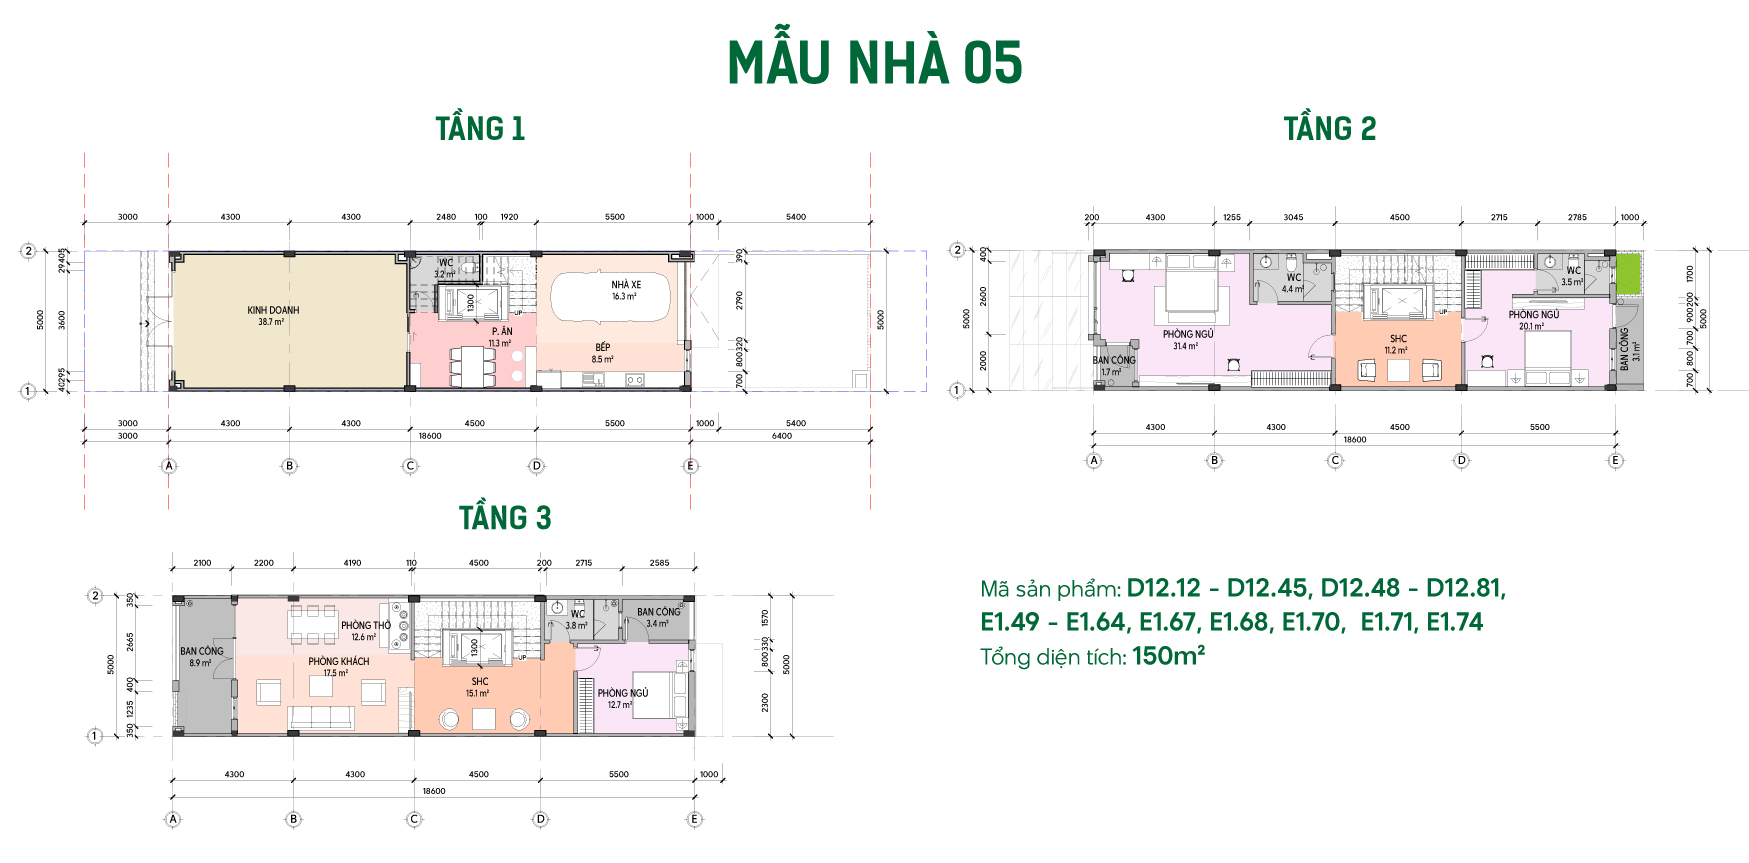 MẪU NHÀ 05
TẦNG 1
3000 4300 4300 2480 100 1920 5500 1000 5400
2
1
405
29
3600
295
40
5000
KINH DOANH
38.7 m²
WC
3.2 m²
1300
UP
P. ĂN
11.3 m²
NHÀ XE
16.3 m²
BẾP
8.5 m²
390
2790
320
800
700
5000
3000 4300 4300 4500 5500 1000 5400
3000 18600 6400
A B C D E
TẦNG 2
200 4300 1255 3045 4500 2715 2785 1000
2
1
400
2600
2000
5000
WC
4.4 m²
PHÒNG NGỦ
31.4 m²
BAN CÔNG
1.7 m²
UP
SHC
11.2 m²
WC
3.5 m²
PHÒNG NGỦ
20.1 m²
BAN CÔNG
3.1 m²
1700
200
900
700
800
700
5000
4300 4300 4500 5500
18600
A B C D E
TẦNG 3
2100 2200 4190 110 4500 200 2715 2585
2
1
350
2665
400
1235
350
5000
BAN CÔNG
8.9 m²
PHÒNG THỜ
12.6 m²
PHÒNG KHÁCH
17.5 m²
1300
UP
SHC
15.1 m²
WC
3.8 m²
BAN CÔNG
3.4 m²
PHÒNG NGỦ
12.7 m²
1570
330
800
2300
5000
4300 4300 4500 5500 1000
18600
A B C D E
Mã sản phẩm: D12.12 - D12.45, D12.48 - D12.81,
E1.49 - E1.64, E1.67, E1.68, E1.70, E1.71, E1.74
Tổng diện tích: 150m²